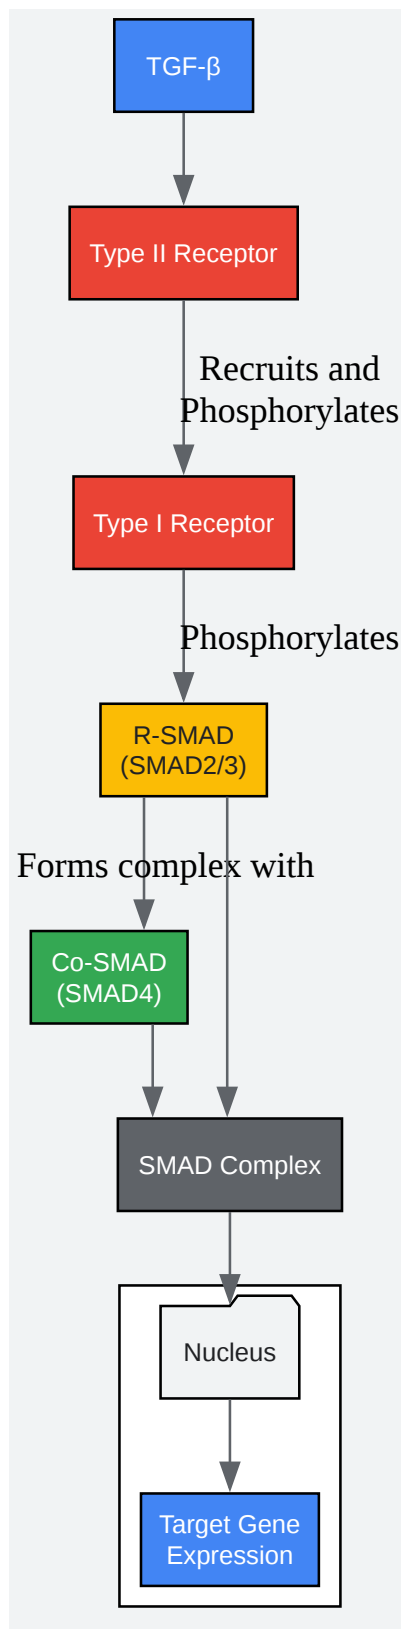 TGF-β
Type II Receptor
Recruits and
Phosphorylates
Type I Receptor
Phosphorylates
R-SMAD
(SMAD2/3)
Forms complex with
Co-SMAD
(SMAD4)
SMAD Complex
Nucleus
Target Gene
Expression